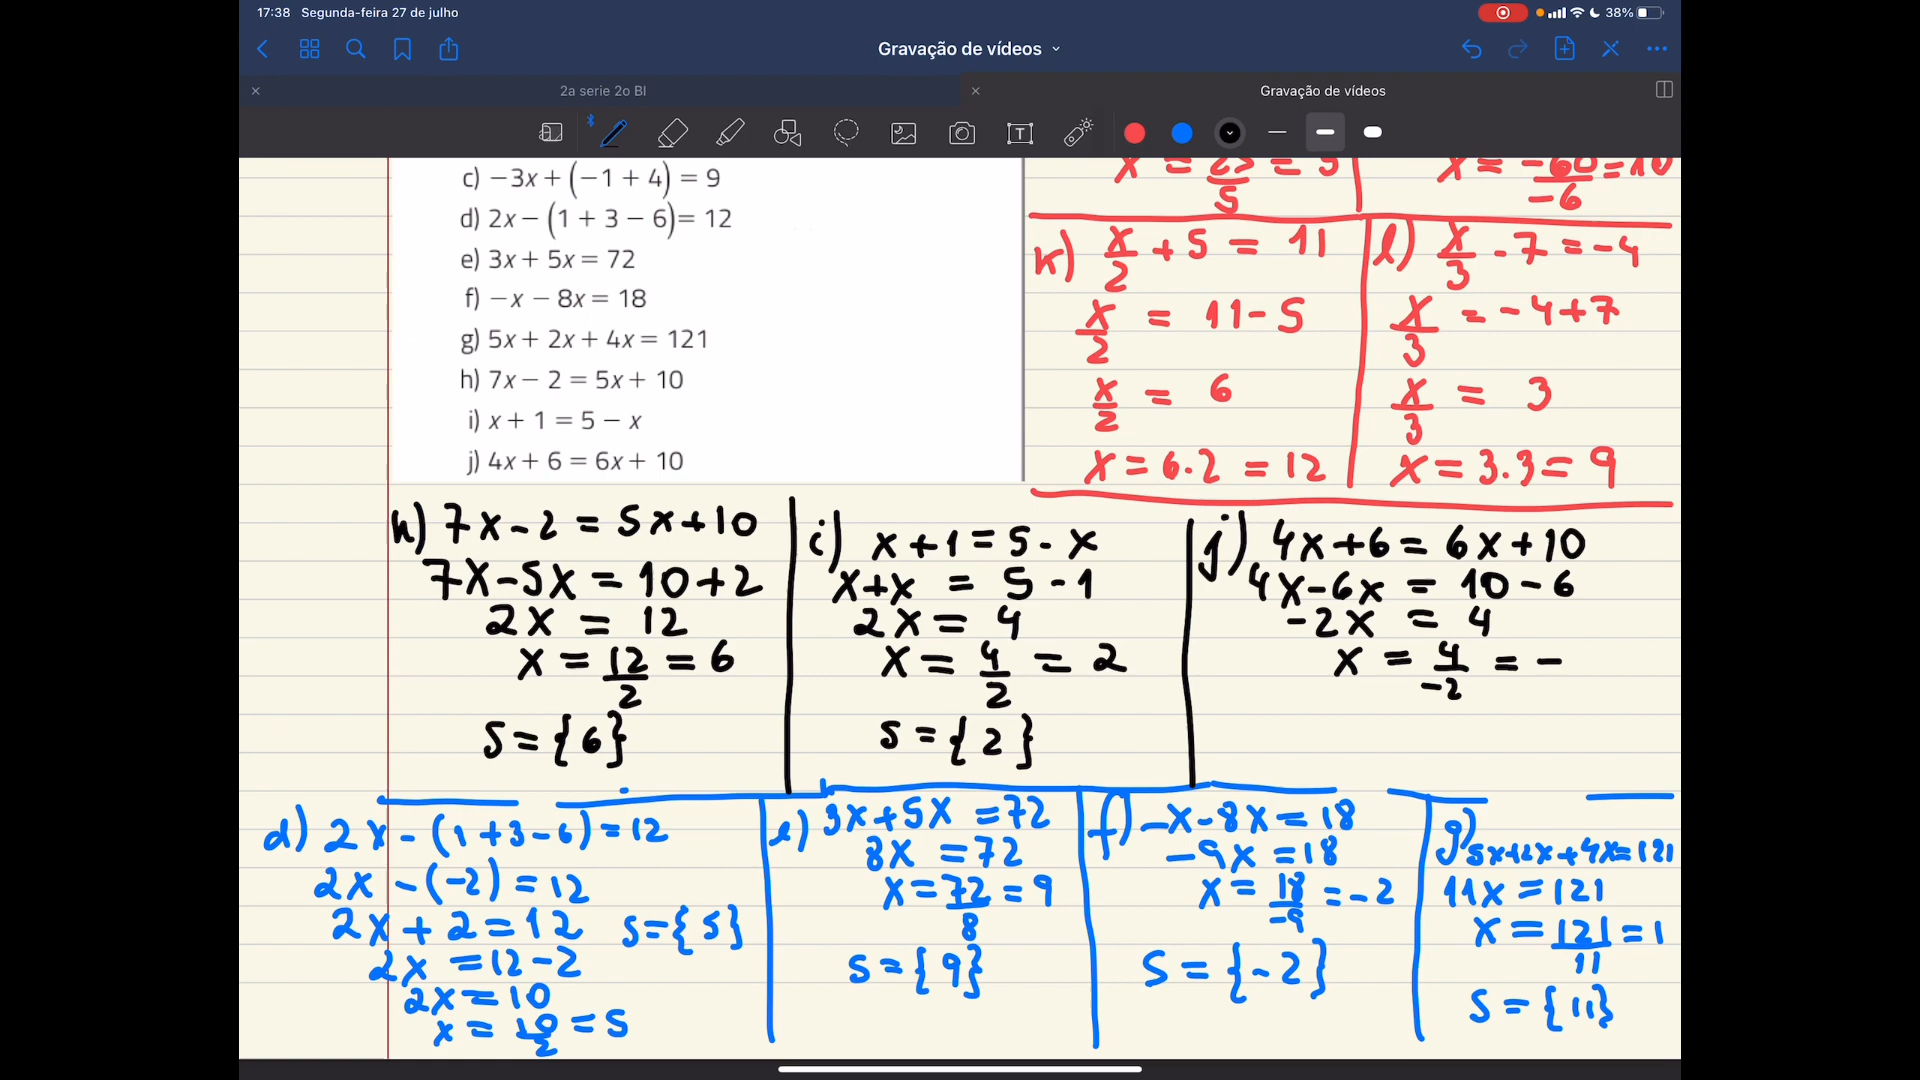 17:38 Segunda-feira 27 de julho
38%
Gravação de vídeos
2a serie 2o BI
Gravação de vídeos
T
c) −3x + (−1 + 4) = 9
d) 2x − (1 + 3 − 6) = 12
e) 3x + 5x = 72
f) −x − 8x = 18
g) 5x + 2x + 4x = 121
h) 7x − 2 = 5x + 10
i) x + 1 = 5 − x
j) 4x + 6 = 6x + 10
x = 25/5 = 5
x = -60/-6 = 10
k) x/2 + 5 = 11
x/2 = 11 - 5
x/2 = 6
x = 6.2 = 12
l) x/3 - 7 = -4
x/3 = -4 + 7
x/3 = 3
x = 3.3 = 9
h) 7x - 2 = 5x + 10
7x - 5x = 10 + 2
2x = 12
x = 12/2 = 6
S = {6}
i) x + 1 = 5 - x
x + x = 5 - 1
2x = 4
x = 4/2 = 2
S = {2}
j) 4x + 6 = 6x + 10
4x - 6x = 10 - 6
-2x = 4
x = 4/-2 = -
d) 2x - (1 + 3 - 6) = 12
2x - (-2) = 12
2x + 2 = 12
2x = 12 - 2
2x = 10
x = 10/2 = 5
S = {5}
e) 3x + 5x = 72
8x = 72
x = 72/8 = 9
S = {9}
f) -x - 8x = 18
-9x = 18
x = 18/-9 = -2
S = {-2}
g) 5x + 2x + 4x = 121
11x = 121
x = 121/11 = 1
S = {11}